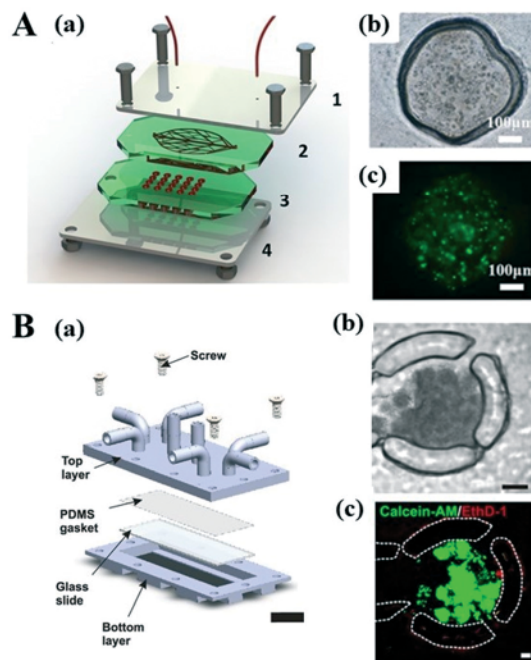 A (a)
1
2
3
4
(b)
100μm
(c)
100μm
B (a)
Screw
Top
layer
PDMS
gasket
Glass
slide
Bottom
layer
(b)
(c)
Calcein-AM/EthD-1